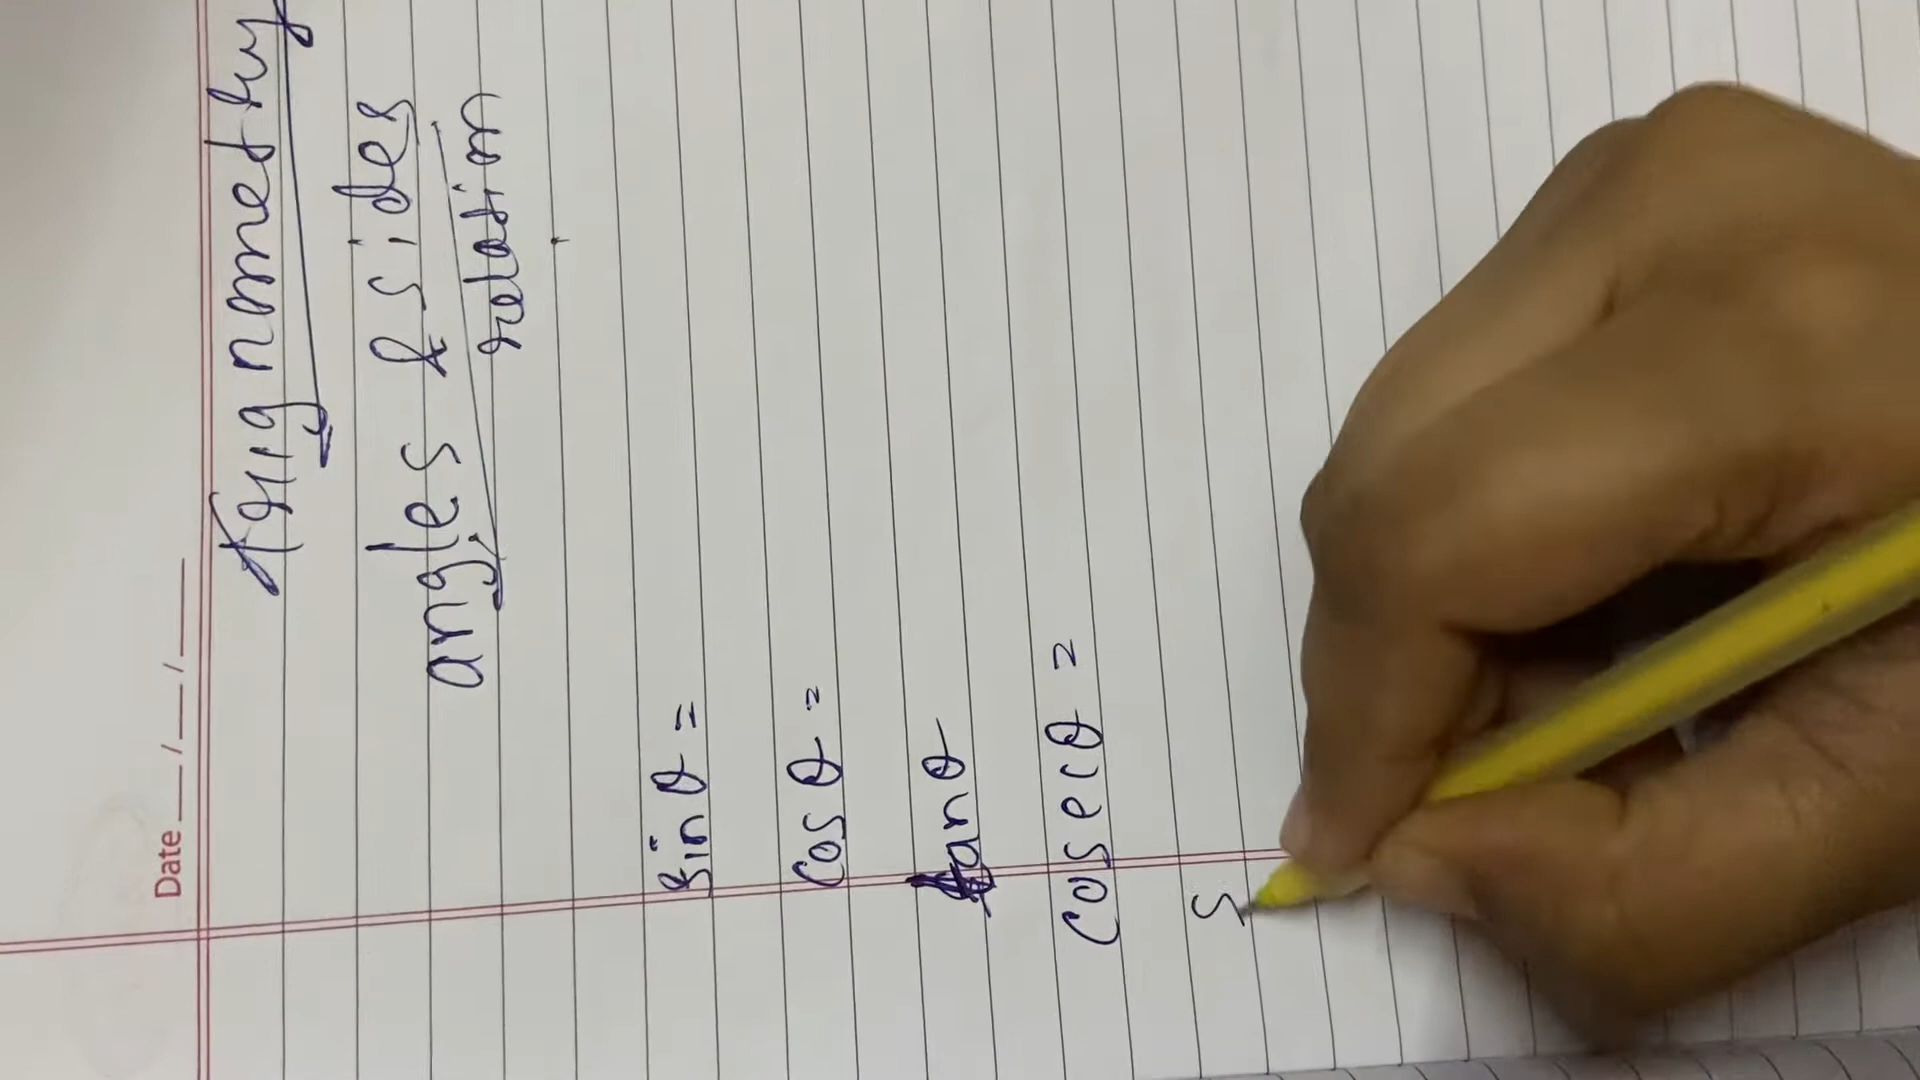 Date __/__/__
Trignometry
angles & sides
relation
Sinθ =
Cosθ =
tanθ
Cosecθ =
S